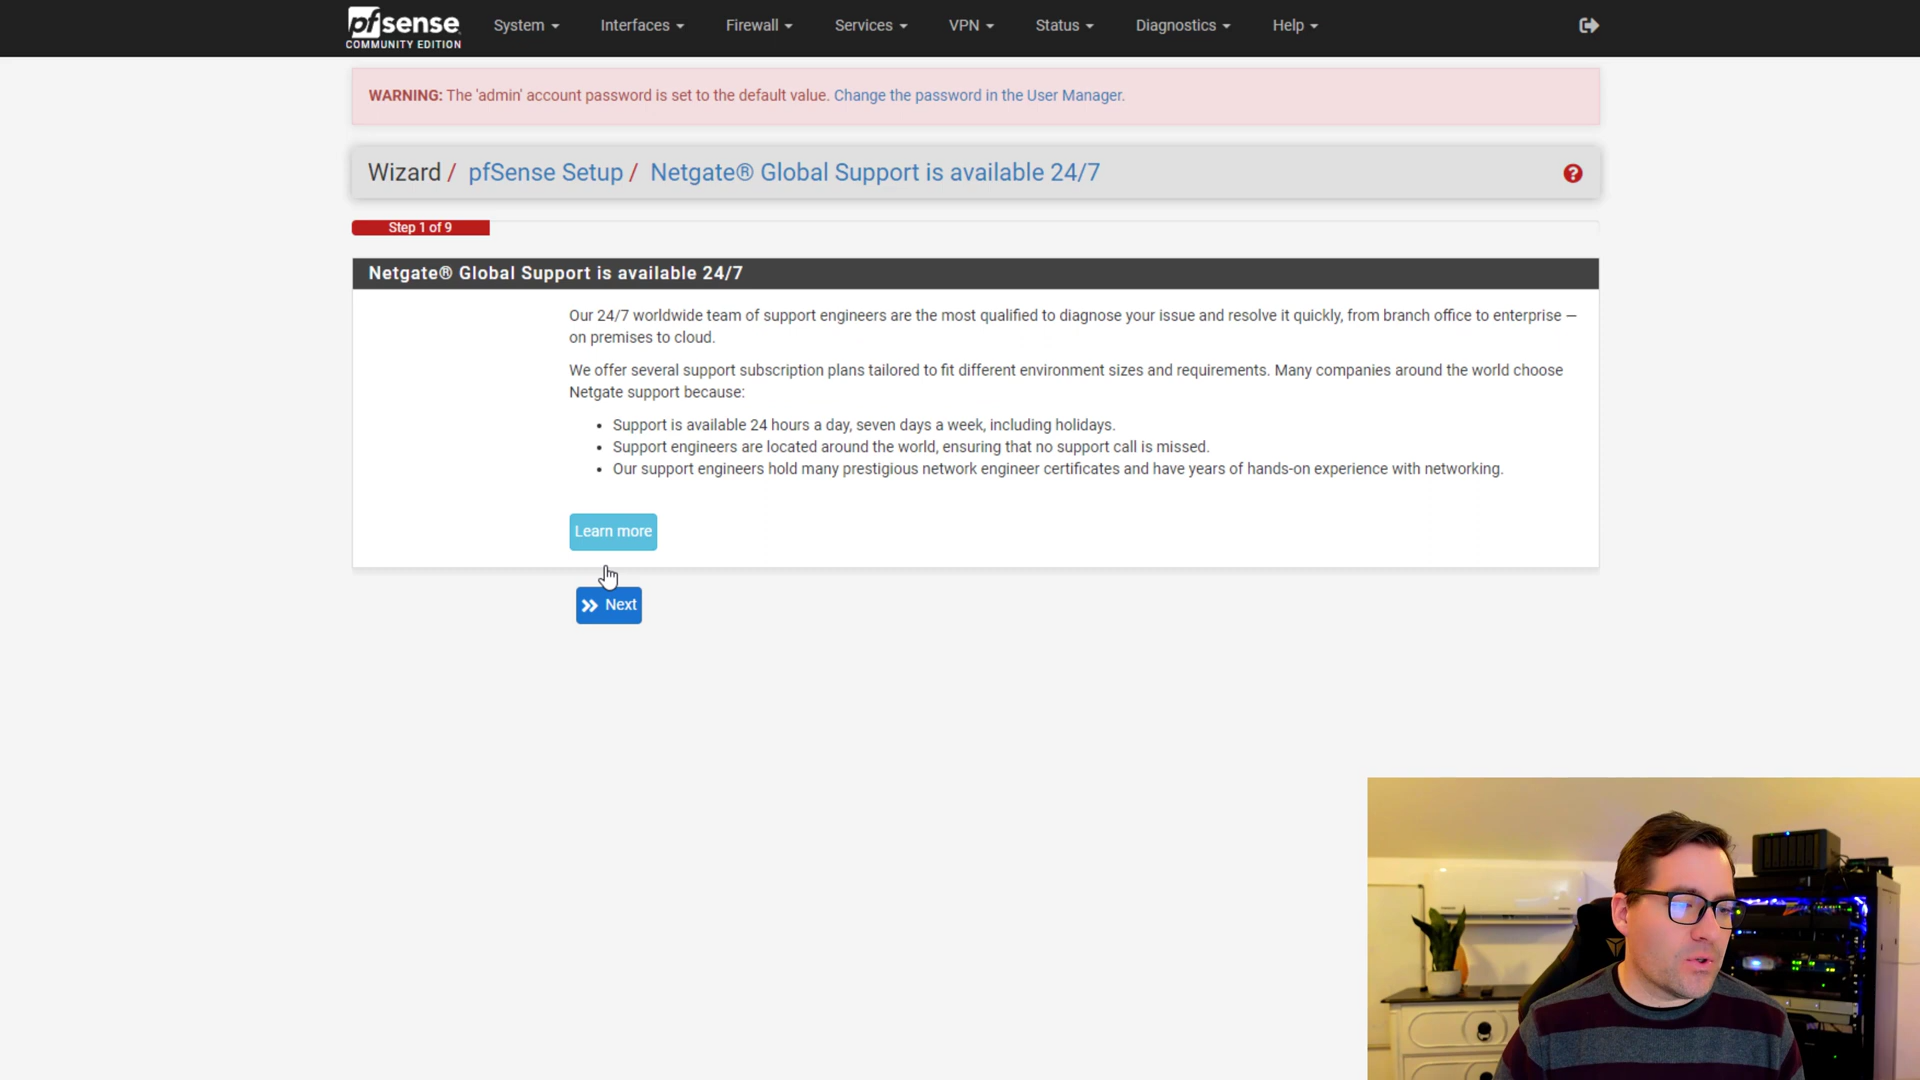 pfsense
COMMUNITY EDITION
System
Interfaces
Firewall
Services
VPN
Status
Diagnostics
Help
WARNING: The 'admin' account password is set to the default value. Change the password in the User Manager.
Wizard / pfSense Setup / Netgate® Global Support is available 24/7
Step 1 of 9
Netgate® Global Support is available 24/7
Our 24/7 worldwide team of support engineers are the most qualified to diagnose your issue and resolve it quickly, from branch office to enterprise –
on premises to cloud.
We offer several support subscription plans tailored to fit different environment sizes and requirements. Many companies around the world choose
Netgate support because:
• Support is available 24 hours a day, seven days a week, including holidays.
• Support engineers are located around the world, ensuring that no support call is missed.
• Our support engineers hold many prestigious network engineer certificates and have years of hands-on experience with networking.
Learn more
Next